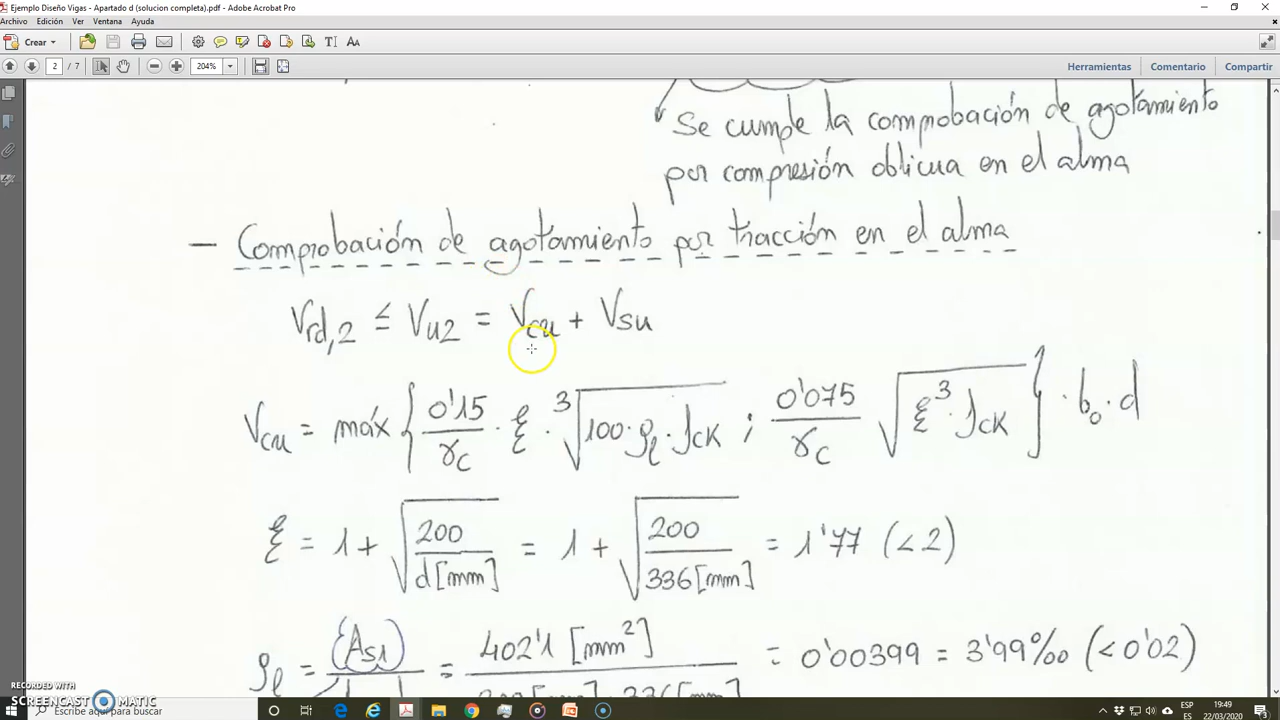 Ejemplo Diseño Vigas - Apartado d (solucion completa).pdf - Adobe Acrobat Pro
Archivo Edición Ver Ventana Ayuda
Crear
2 / 7 204% Herramientas Comentario Compartir
Se cumple la comprobación de agotamiento
por compresión oblicua en el alma
— Comprobación de agotamiento por tracción en el alma
Vrd,2 ≤ Vu2 = Vcu + Vsu
Vcu = máx { 0'15/γc · ξ · ∛(100·ρl·fck) ; 0'075/γc √(ξ³·fck) } · b₀·d
ξ = 1 + √(200/d[mm]) = 1 + √(200/336[mm]) = 1'77 (<2)
ρl = (As1) = 402'1 [mm²] = 0'00399 = 3'99‰ (<0'02)
RECORDED WITH
SCREENCAST MATIC
Escribe aquí para buscar
ESP 19:49
22/03/2020